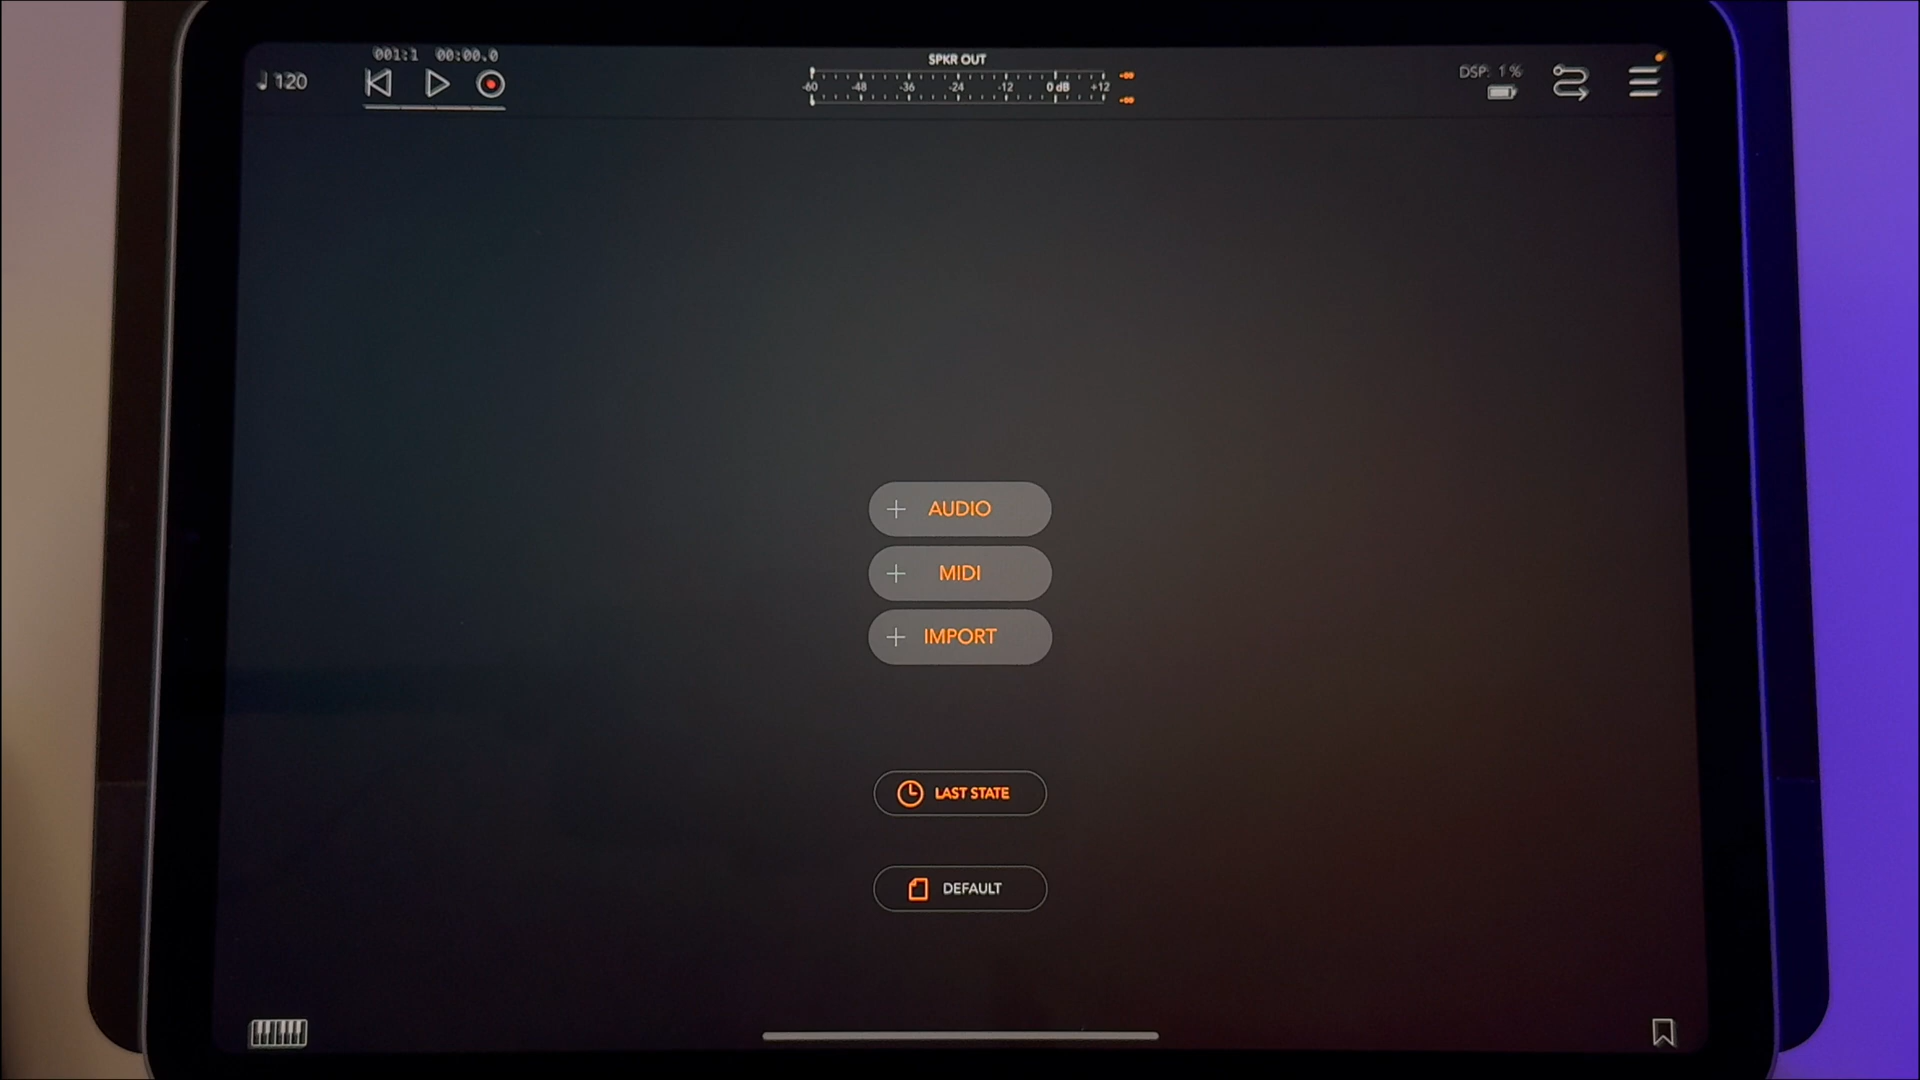 120
001:1 00:00.0
SPKR OUT
-60 -48 -36 -24 -12 0 dB +12
-∞
-∞
DSP: 1 %
AUDIO
MIDI
IMPORT
LAST STATE
DEFAULT